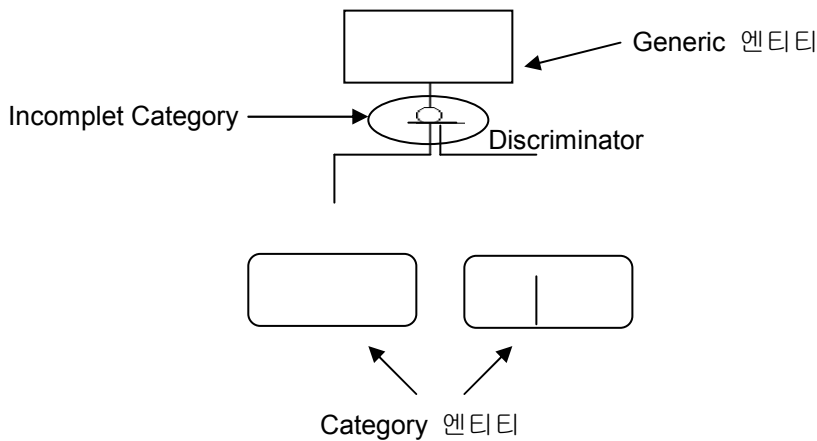 Generic 엔티티
Incomplet Category
Discriminator
Category 엔티티